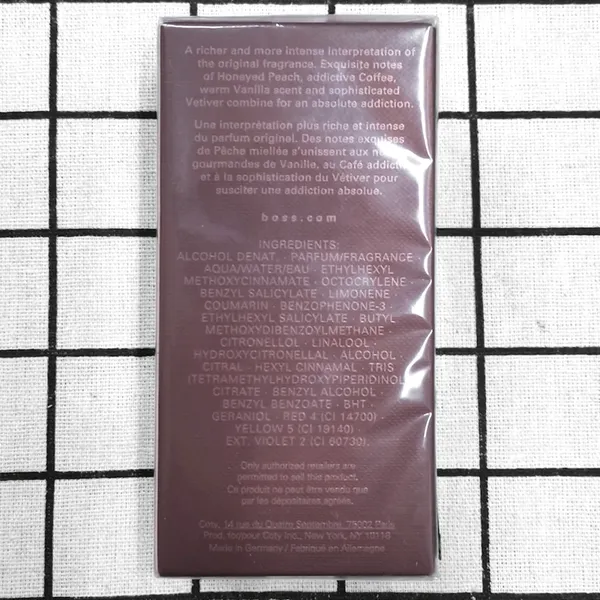 A richer and more intense interpretation of
the original fragrance. Exquisite notes
of Honeyed Peach, addictive Coffee,
warm Vanilla scent and sophisticated
Vetiver combine for an absolute addiction.
Une interprétation plus riche et intense
du parfum original. Des notes exquises
de Pêche miellée s'unissent aux
gourmandes de Vanille, au Café
et à la sophistication du Vétiver pour
susciter une addiction absolue.
boss.com
INGREDIENTS:
ALCOHOL DENAT. · PARFUM/FRAGRANCE ·
AQUA/WATER/EAU · ETHYLHEXYL
METHOXYCINNAMATE · OCTOCRYLENE ·
BENZYL SALICYLATE · LIMONENE ·
COUMARIN · BENZOPHENONE-3 ·
ETHYLHEXYL SALICYLATE · BUTYL
METHOXYDIBENZOYLMETHANE ·
CITRONELLOL · LINALOOL ·
HYDROXYCITRONELLAL · ALCOHOL ·
CITRAL · HEXYL CINNAMAL · TRIS
(TETRAMETHYLHYDROXYPIPERIDINOL)
CITRATE · BENZYL ALCOHOL ·
BENZYL BENZOATE · BHT ·
GERANIOL · RED 4 (CI 14700) ·
YELLOW 5 (CI 19140) ·
EXT. VIOLET 2 (CI 60730).
Only authorized retailers are
permitted to sell this product.
Ce produit ne peut être vendu que
par les dépositaires agréés.
Coty, 14 rue du Quatre Septembre, 75002 Paris
Prod. for/pour Coty Inc., New York, NY 10118
Made in Germany / Fabriqué en Allemagne